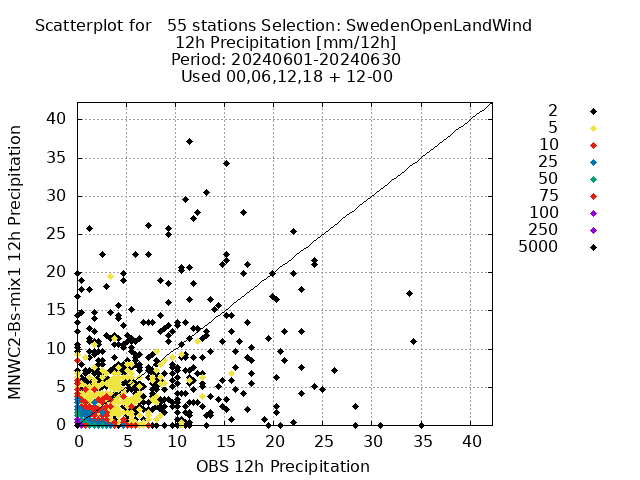 Scatterplot for 55 stations Selection: SwedenOpenLandWind
12h Precipitation [mm/12h]
Period: 20240601-20240630
Used 00,06,12,18 + 12-00
MNWC2-Bs-mix1 12h Precipitation
40
35
30
25
20
15
10
5
0
0 5 10 15 20 25 30 35 40
OBS 12h Precipitation
2
5
10
25
50
75
100
250
5000